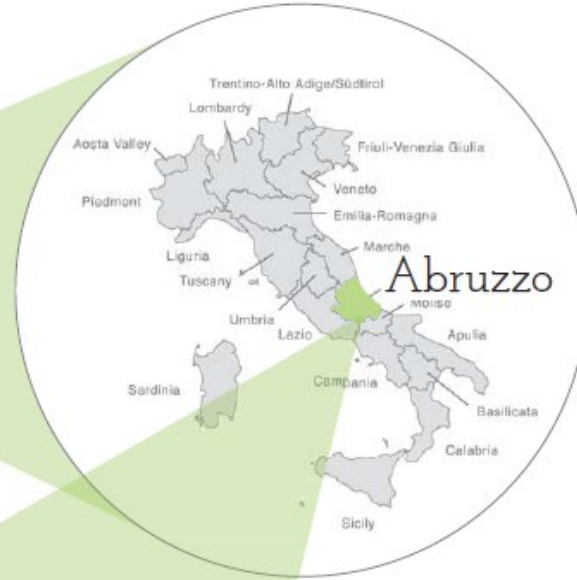 Trentino-Alto Adige/Südtirol
Lombardy
Aosta Valley
Friuli-Venezia Giulia
Piedmont
Veneto
Emilia-Romagna
Liguria
Marche
Tuscany
Abruzzo
Molise
Umbria
Lazio
Apulia
Sardinia
Campania
Basilicata
Calabria
Sicily